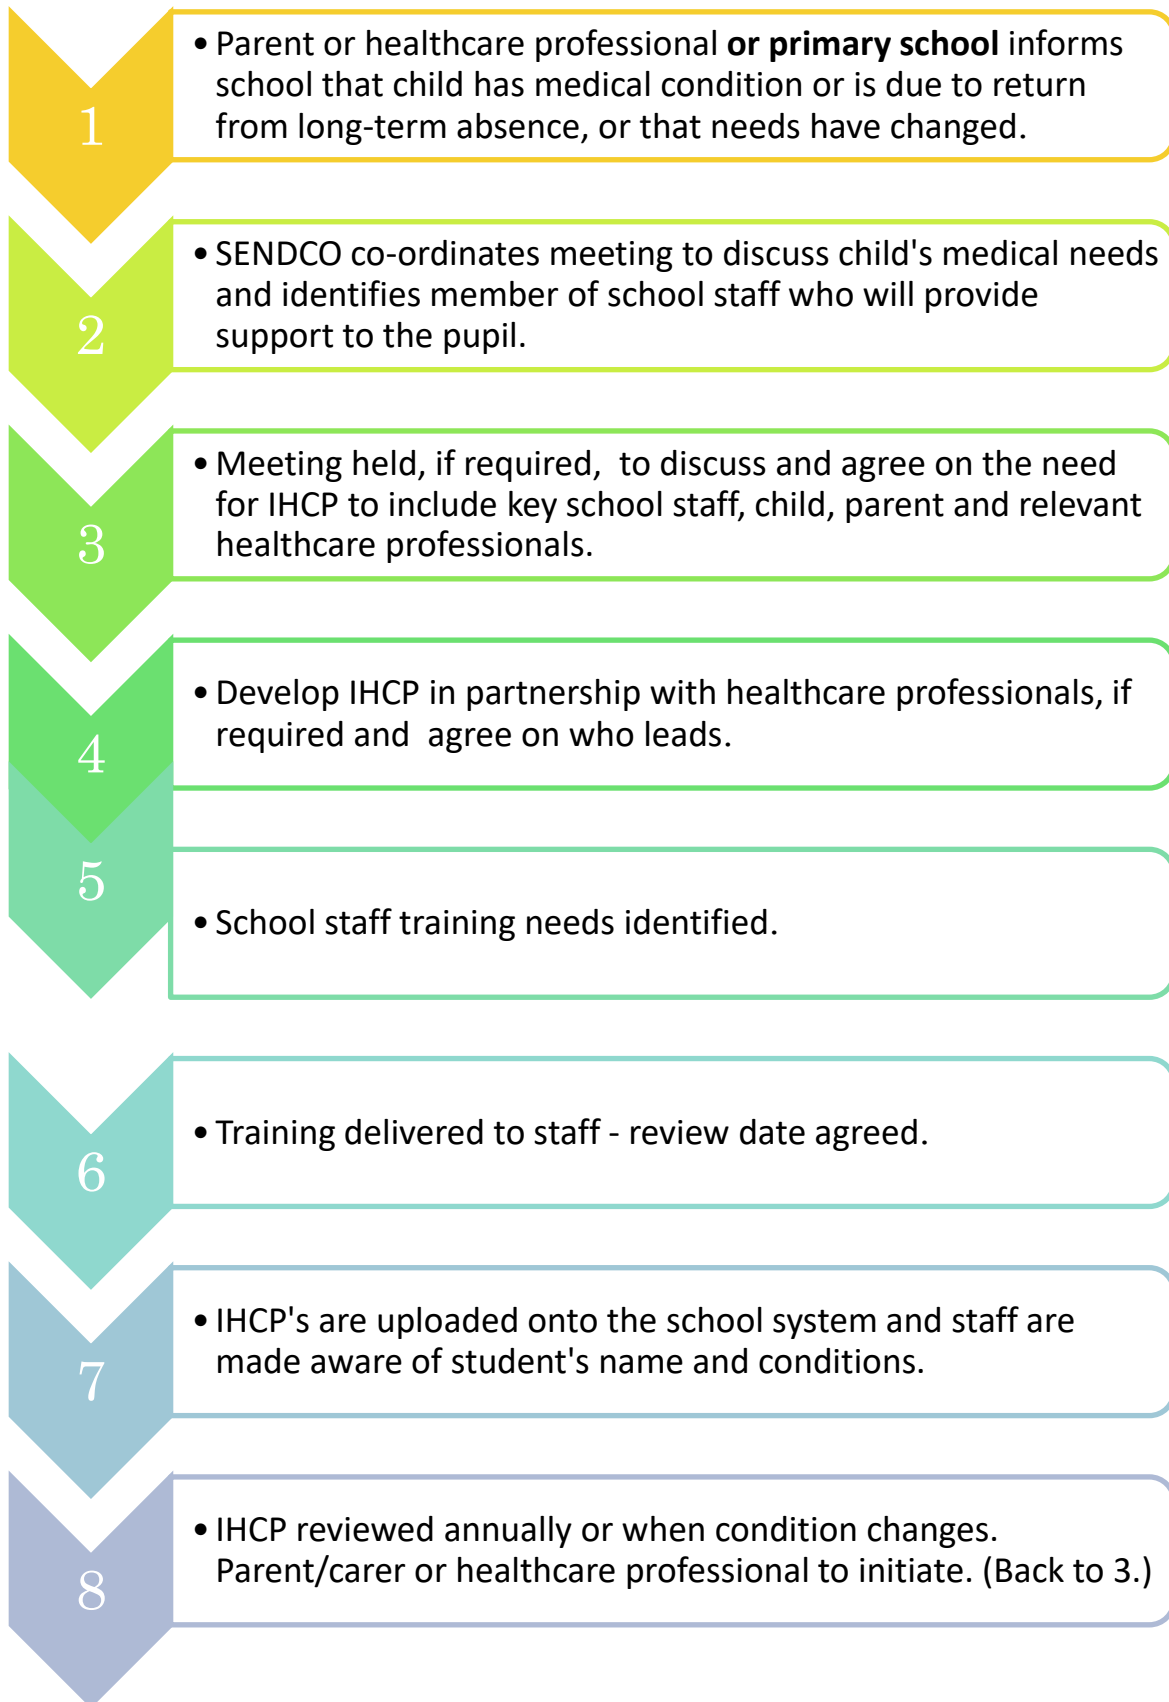 1
• Parent or healthcare professional or primary school informs
school that child has medical condition or is due to return
from long-term absence, or that needs have changed.
2
• SENDCO co-ordinates meeting to discuss child's medical needs
and identifies member of school staff who will provide
support to the pupil.
3
• Meeting held, if required,  to discuss and agree on the need
for IHCP to include key school staff, child, parent and relevant
healthcare professionals.
4
• Develop IHCP in partnership with healthcare professionals, if
required and  agree on who leads.
5
• School staff training needs identified.
6
• Training delivered to staff - review date agreed.
7
• IHCP's are uploaded onto the school system and staff are
made aware of student's name and conditions.
8
• IHCP reviewed annually or when condition changes.
Parent/carer or healthcare professional to initiate. (Back to 3.)